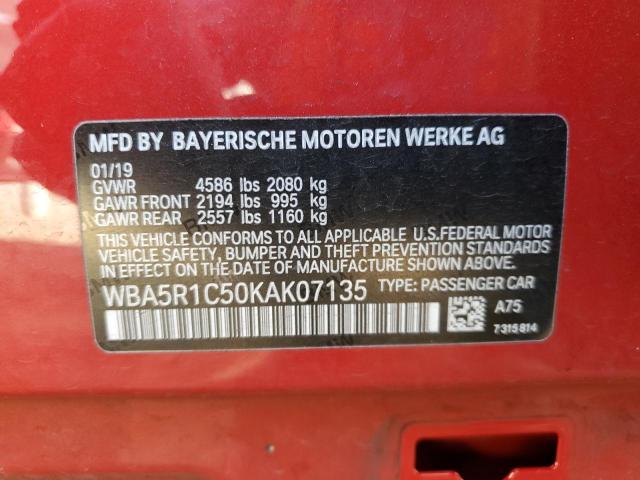 MFD BY BAYERISCHE MOTOREN WERKE AG
01/19
GVWR 4586 lbs 2080 kg
GAWR FRONT 2194 lbs 995 kg
GAWR REAR 2557 lbs 1160 kg
THIS VEHICLE CONFORMS TO ALL APPLICABLE U.S.FEDERAL MOTOR
VEHICLE SAFETY, BUMPER AND THEFT PREVENTION STANDARDS
IN EFFECT ON THE DATE OF MANUFACTURE SHOWN ABOVE.
WBA5R1C50KAK07135 TYPE: PASSENGER CAR
A75
7315814